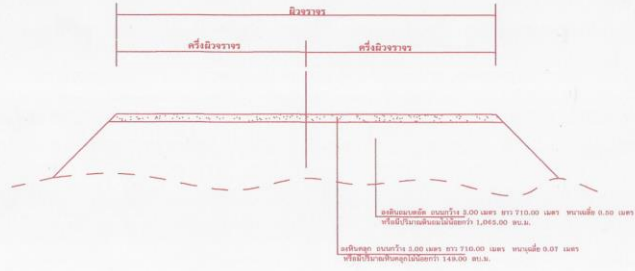 ผิวจราจร
ครึ่งผิวจราจร ครึ่งผิวจราจร
ลงดินถมบดอัด ถนนกว้าง 3.00 เมตร ยาว 710.00 เมตร หนาเฉลี่ย 0.50 เมตร
หรือมีปริมาณดินถมไม่น้อยกว่า 1,065.00 ลบ.ม.
ลงหินคลุก ถนนกว้าง 3.00 เมตร ยาว 710.00 เมตร หนาเฉลี่ย 0.07 เมตร
หรือมีปริมาณหินคลุกไม่น้อยกว่า 149.00 ลบ.ม.